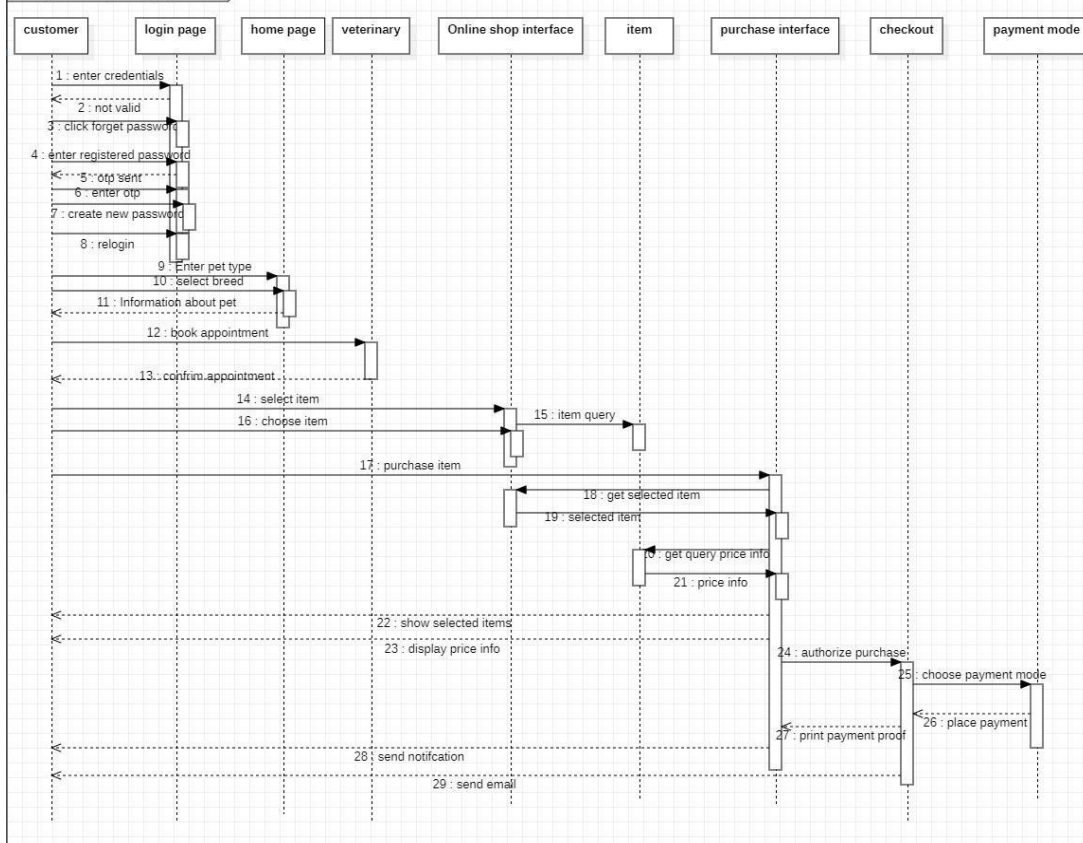 customer
login page
home page
veterinary
Online shop interface
item
purchase interface
checkout
payment mode
1 : enter credentials
2 : not valid
3 : click forget password
4 : enter registered password
5 : otp sent
6 : enter otp
7 : create new password
8 : relogin
9 : Enter pet type
10 : select breed
11 : Information about pet
12 : book appointment
13 : confrim appointment
14 : select item
15 : item query
16 : choose item
17 : purchase item
18 : get selected item
19 : selected item
20 : get query price info
21 : price info
22 : show selected items
23 : display price info
24 : authorize purchase
25 : choose payment mode
26 : place payment
27 : print payment proof
28 : send notifcation
29 : send email